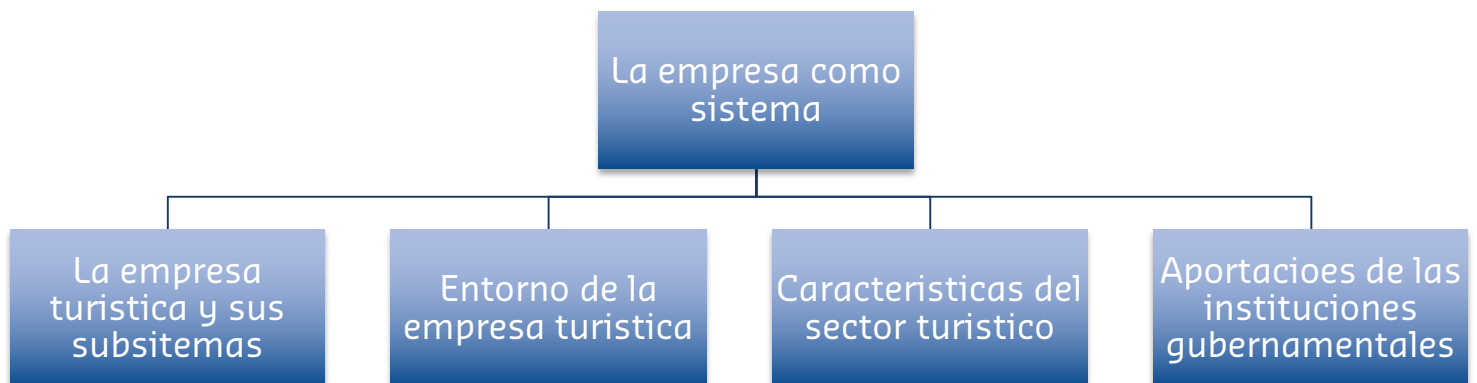 La empresa como
sistema
La empresa
turistica y sus
subsitemas
Entorno de la
empresa turistica
Caracteristicas del
sector turistico
Aportacioes de las
instituciones
gubernamentales